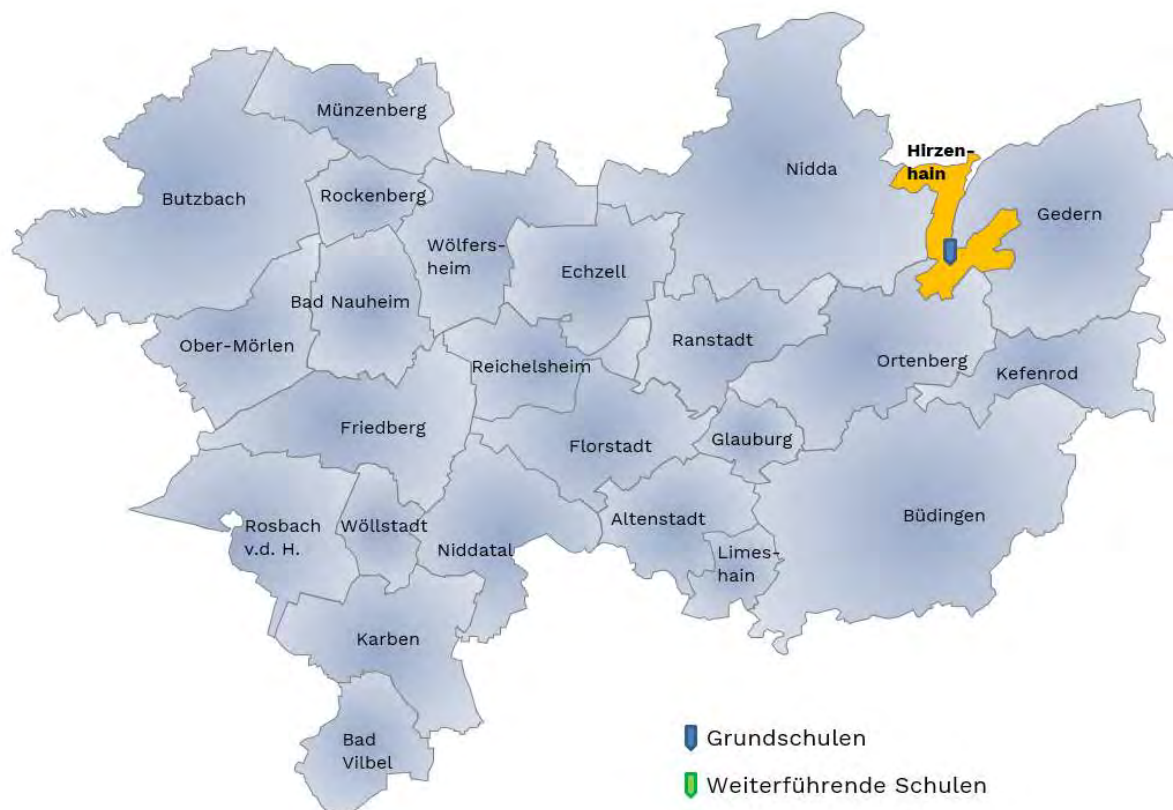 Münzenberg
Hirzen-
hain
Nidda
Butzbach
Rockenberg
Gedern
Wölfers-
heim
Echzell
Bad Nauheim
Ober-Mörlen
Ranstadt
Reichelsheim
Ortenberg
Kefenrod
Friedberg
Florstadt
Glauburg
Büdingen
Rosbach
v.d. H.
Wöllstadt
Altenstadt
Niddatal
Limes-
hain
Karben
Bad
Vilbel
Grundschulen
Weiterführende Schulen